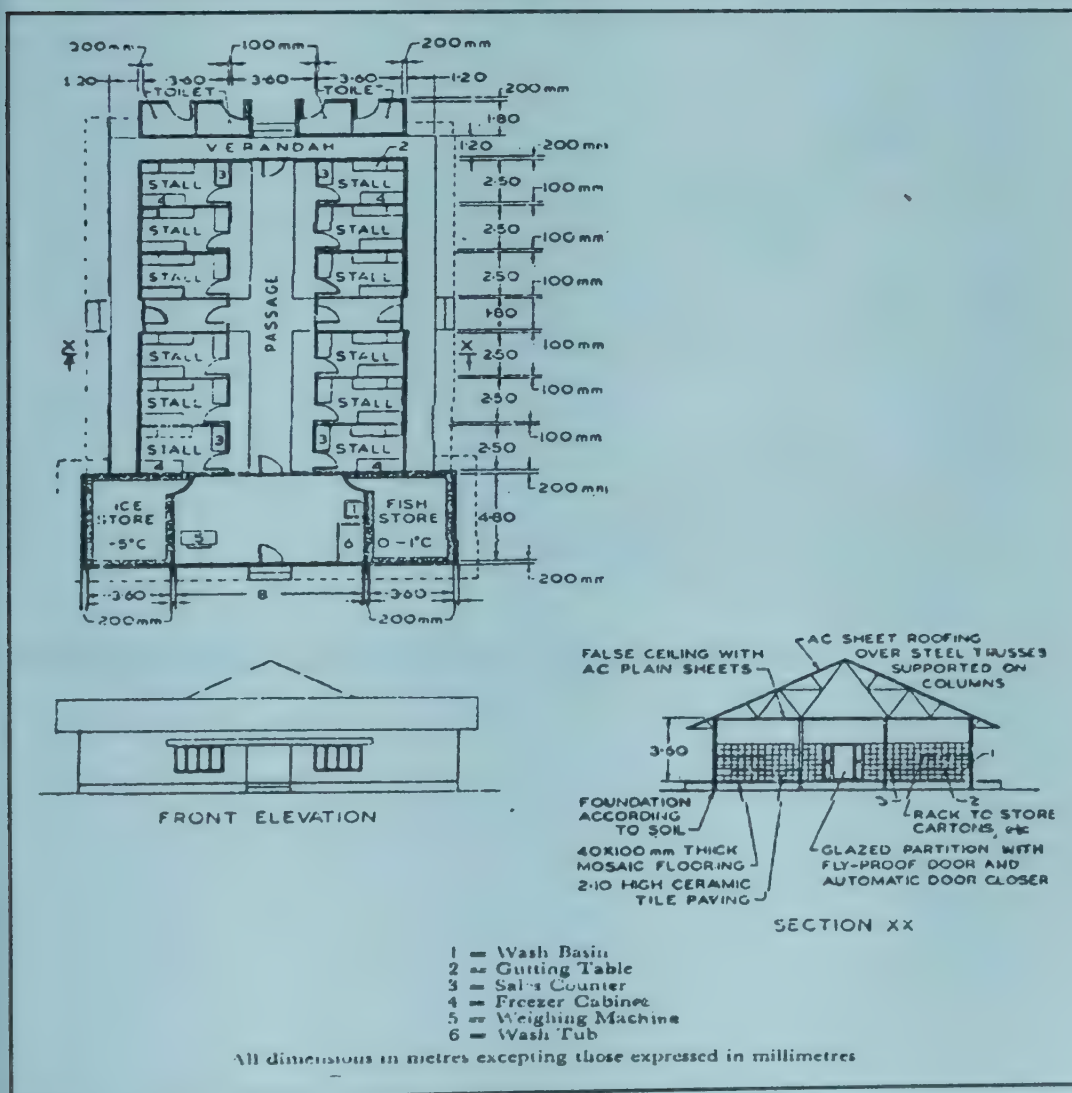 200mm 100mm 200mm
1.20 3.60 3.60 3.60 1.20
TOILET TOILET
200mm
1.80
VERANDAH 2 1.20 200mm
STALL 3 3 STALL 2.50
4 4 100mm
STALL STALL 2.50
100mm
STALL STALL 2.50 100mm
PASSAGE
1.80
100mm
X STALL STALL X 2.50
100mm
STALL STALL 2.50
100mm
STALL 3 3 STALL 2.50
4 4 200mm
ICE STORE FISH STORE
1
-5°C 5 6 0-1°C 4.80
200mm
3.60 8 3.60
200mm 200mm
FRONT ELEVATION
FALSE CEILING WITH
AC PLAIN SHEETS
AC SHEET ROOFING
OVER STEEL TRUSSES
SUPPORTED ON
COLUMNS
3.60
1
3 2
FOUNDATION
ACCORDING
TO SOIL
40X100 mm THICK
MOSAIC FLOORING
2.10 HIGH CERAMIC
TILE PAVING
RACK TO STORE
CARTONS, etc
GLAZED PARTITION WITH
FLY-PROOF DOOR AND
AUTOMATIC DOOR CLOSER
SECTION XX
1 = Wash Basin
2 = Gutting Table
3 = Sales Counter
4 = Freezer Cabinet
5 = Weighing Machine
6 = Wash Tub
All dimensions in metres excepting those expressed in millimetres